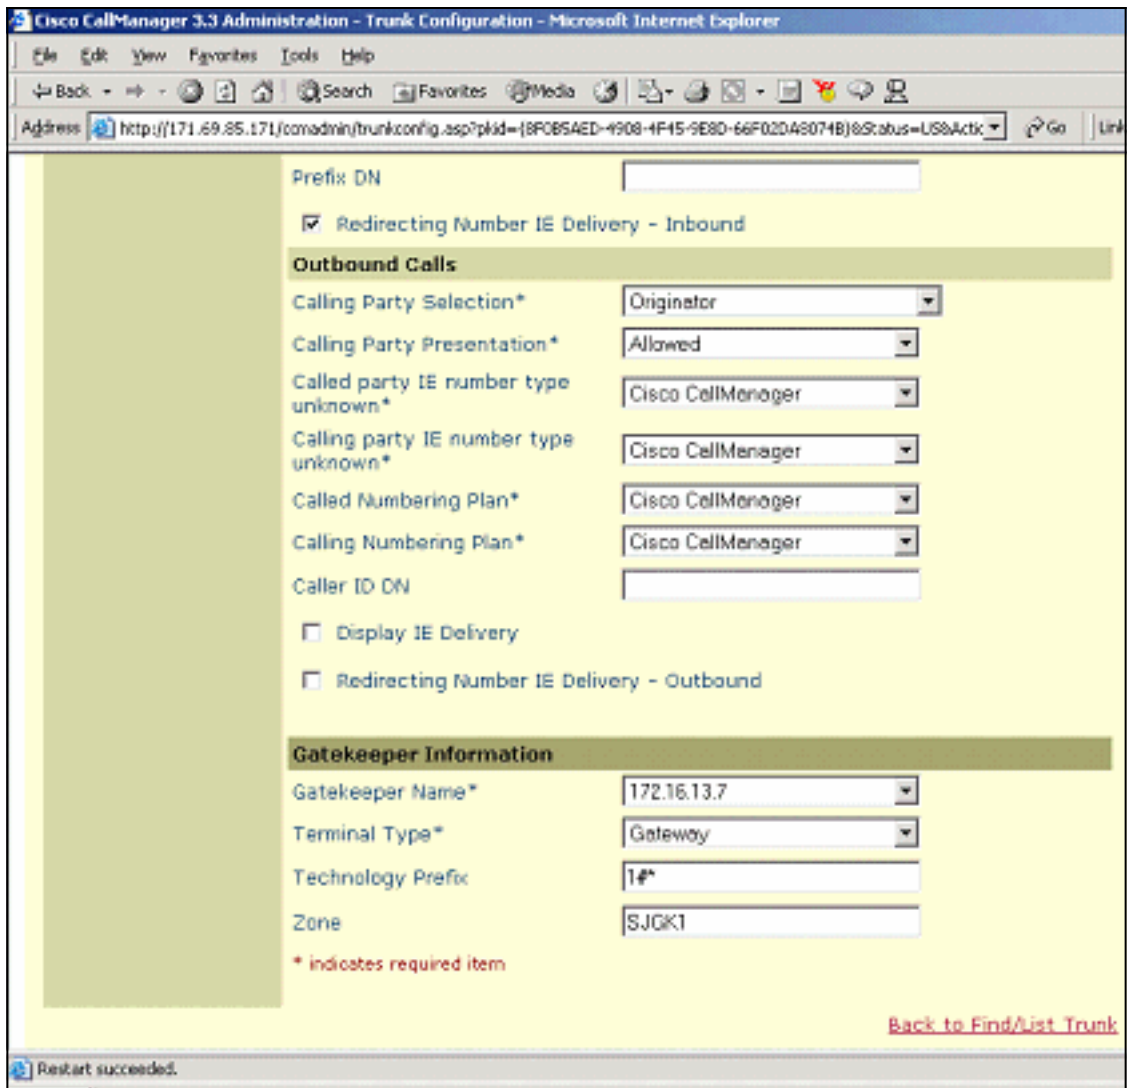 Cisco CallManager 3.3 Administration - Trunk Configuration - Microsoft Internet Explorer
File Edit View Favorites Tools Help
Back Search Favorites Media
Address http://171.69.85.171/ccmadmin/trunkconfig.asp?pkid={8F0B5AED-4908-4F45-9E8D-66F02DA8074B}&Status=US&Actic Go Link
Prefix DN
Redirecting Number IE Delivery - Inbound
Outbound Calls
Calling Party Selection* Originator
Calling Party Presentation* Allowed
Called party IE number type
unknown* Cisco CallManager
Calling party IE number type
unknown* Cisco CallManager
Called Numbering Plan* Cisco CallManager
Calling Numbering Plan* Cisco CallManager
Caller ID DN
Display IE Delivery
Redirecting Number IE Delivery - Outbound
Gatekeeper Information
Gatekeeper Name* 172.16.13.7
Terminal Type* Gateway
Technology Prefix 1#*
Zone SJGK1
* indicates required item
Back to Find/List Trunk
Restart succeeded.